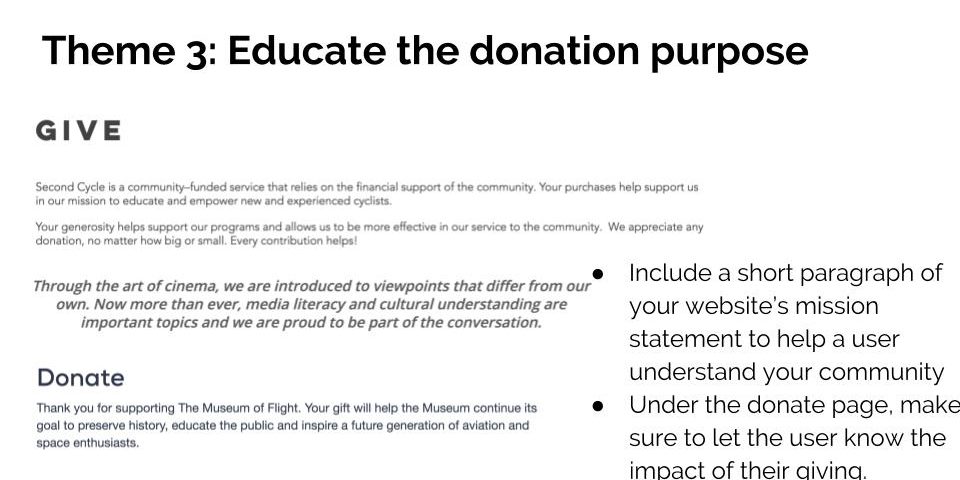 Theme 3: Educate the donation purpose
GIVE
Second Cycle is a community–funded service that relies on the financial support of the community. Your purchases help support us
in our mission to educate and empower new and experienced cyclists.
Your generosity helps support our programs and allows us to be more effective in our service to the community.  We appreciate any
donation, no matter how big or small. Every contribution helps!
Through the art of cinema, we are introduced to viewpoints that differ from our
own. Now more than ever, media literacy and cultural understanding are
important topics and we are proud to be part of the conversation.
Donate
Thank you for supporting The Museum of Flight. Your gift will help the Museum continue its
goal to preserve history, educate the public and inspire a future generation of aviation and
space enthusiasts.
● Include a short paragraph of
your website’s mission
statement to help a user
understand your community
● Under the donate page, make
sure to let the user know the
impact of their giving.